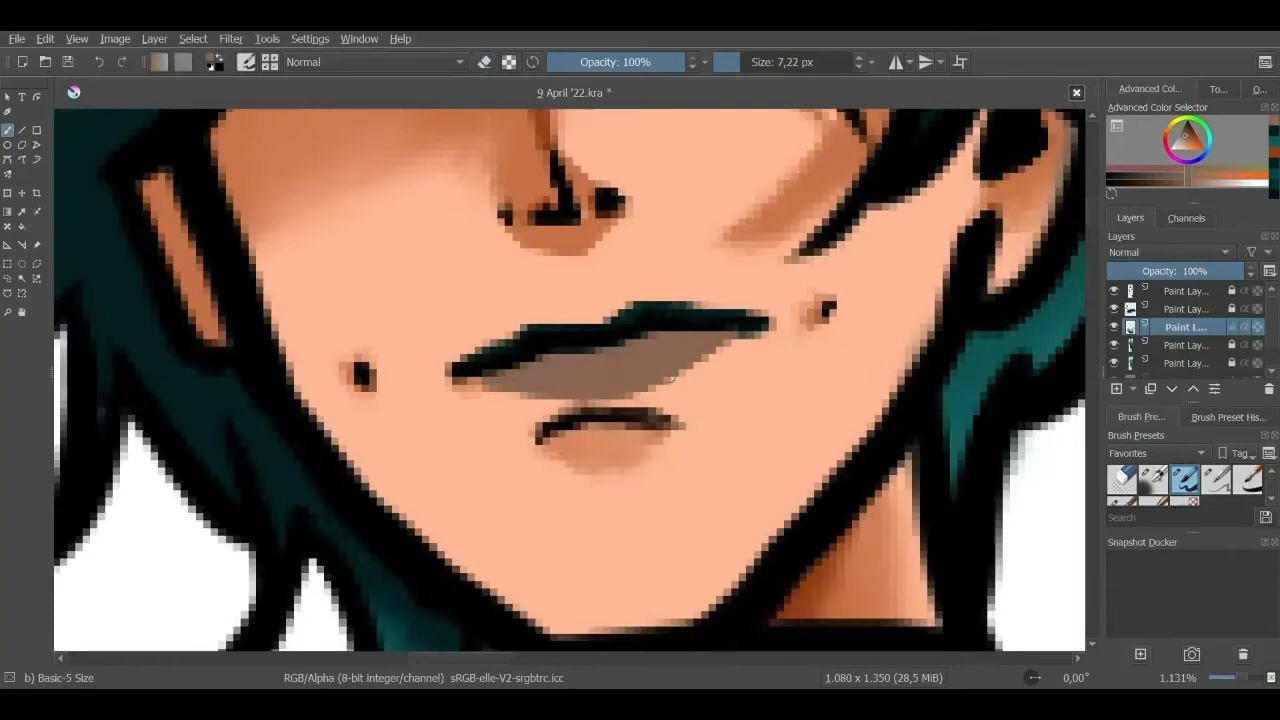 File Edit View Image Layer Select Filter Tools Settings Window Help
Normal Opacity: 100% Size: 7,22 px
9 April '22.kra *
Advanced Col... To... Q...
Advanced Color Selector
Layers Channels
Layers
Normal
Opacity: 100%
Paint Lay...
Paint Lay...
Paint L...
Paint Lay...
Paint Lay...
Brush Pre... Brush Preset His...
Brush Presets
Favorites Tag
Search
Snapshot Docker
b) Basic-5 Size RGB/Alpha (8-bit integer/channel) sRGB-elle-V2-srgbtrc.icc 1.080 x 1.350 (28,5 MiB) 0,00° 1.131%